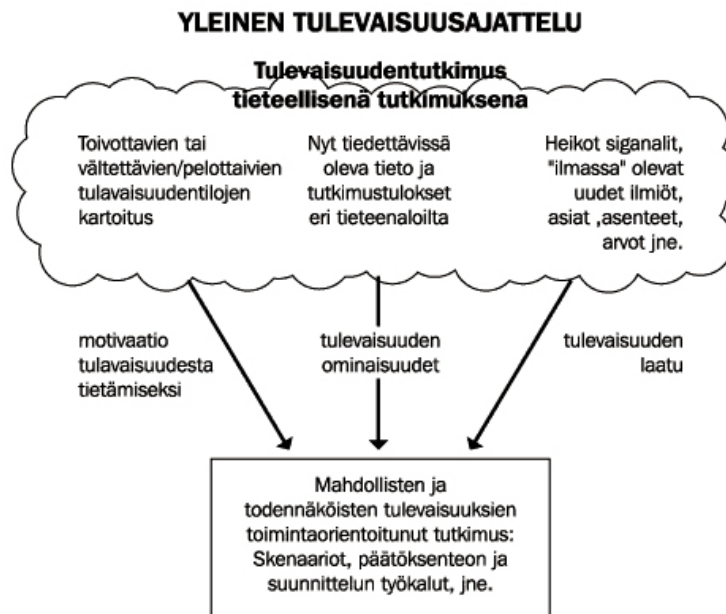 YLEINEN TULEVAISUUSAJATTELU
Tulevaisuudentutkimus
tieteellisenä tutkimuksena
Toivottavien tai
vältettävien/pelottaivien
tulavaisuudentilojen
kartoitus
Nyt tiedettävissä
oleva tieto ja
tutkimustulokset
eri tieteenaloilta
Heikot siganalit,
"ilmassa" olevat
uudet ilmiöt,
asiat ,asenteet,
arvot jne.
motivaatio
tulavaisuudesta
tietämiseksi
tulevaisuuden
ominaisuudet
tulevaisuuden
laatu
Mahdollisten ja
todennäköisten tulevaisuuksien
toimintaorientoitunut tutkimus:
Skenaariot, päätöksenteon ja
suunnittelun työkalut, jne.